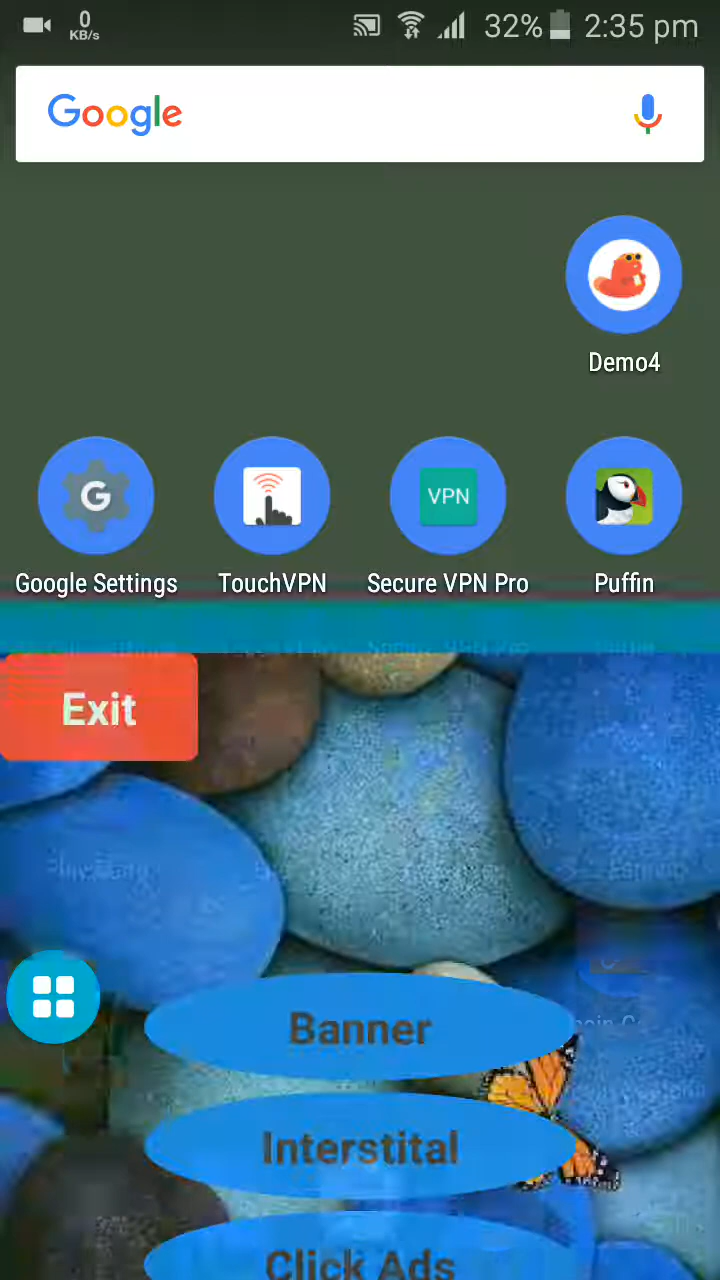 0
KB/s
32%
2:35 pm
Google
Demo4
Google Settings
TouchVPN
Secure VPN Pro
Puffin
Exit
Banner
Interstital
Click Ads